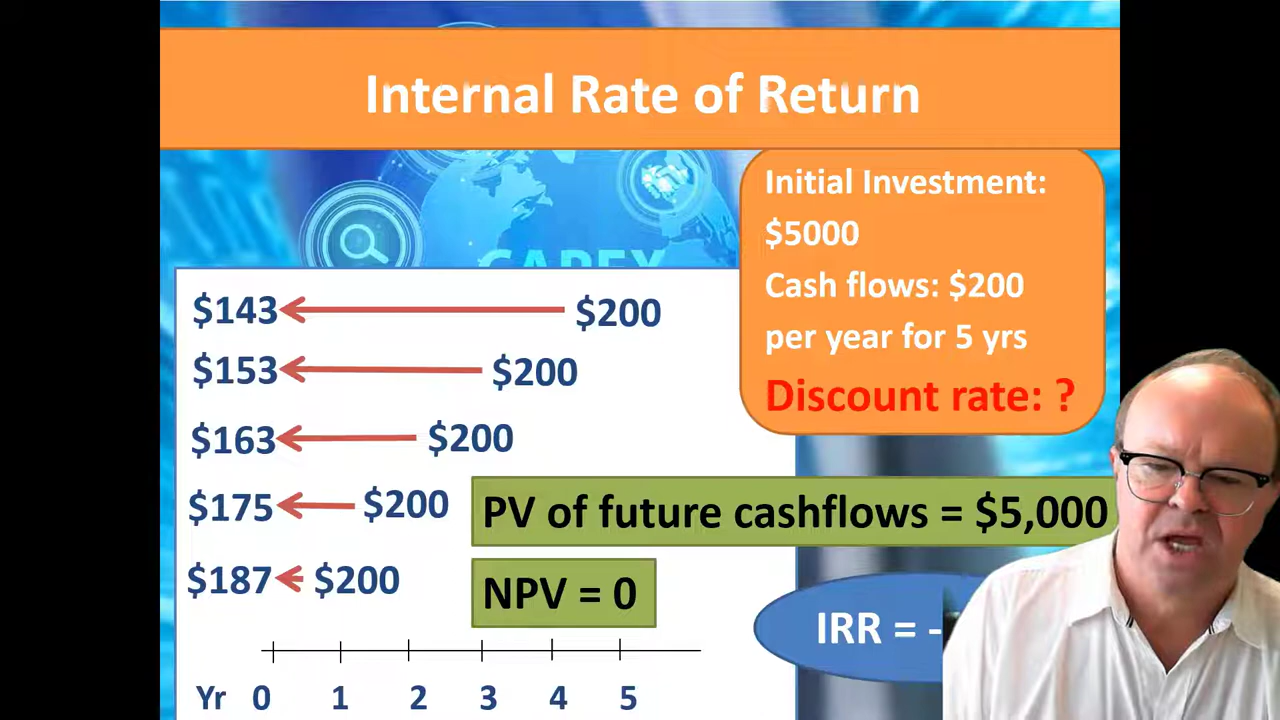 Internal Rate of Return
Initial Investment:
$5000
Cash flows: $200
per year for 5 yrs
Discount rate: ?
$143 $200
$153 $200
$163 $200
$175 $200
$187 $200
PV of future cashflows = $5,000
NPV = 0
IRR = -
Yr 0 1 2 3 4 5